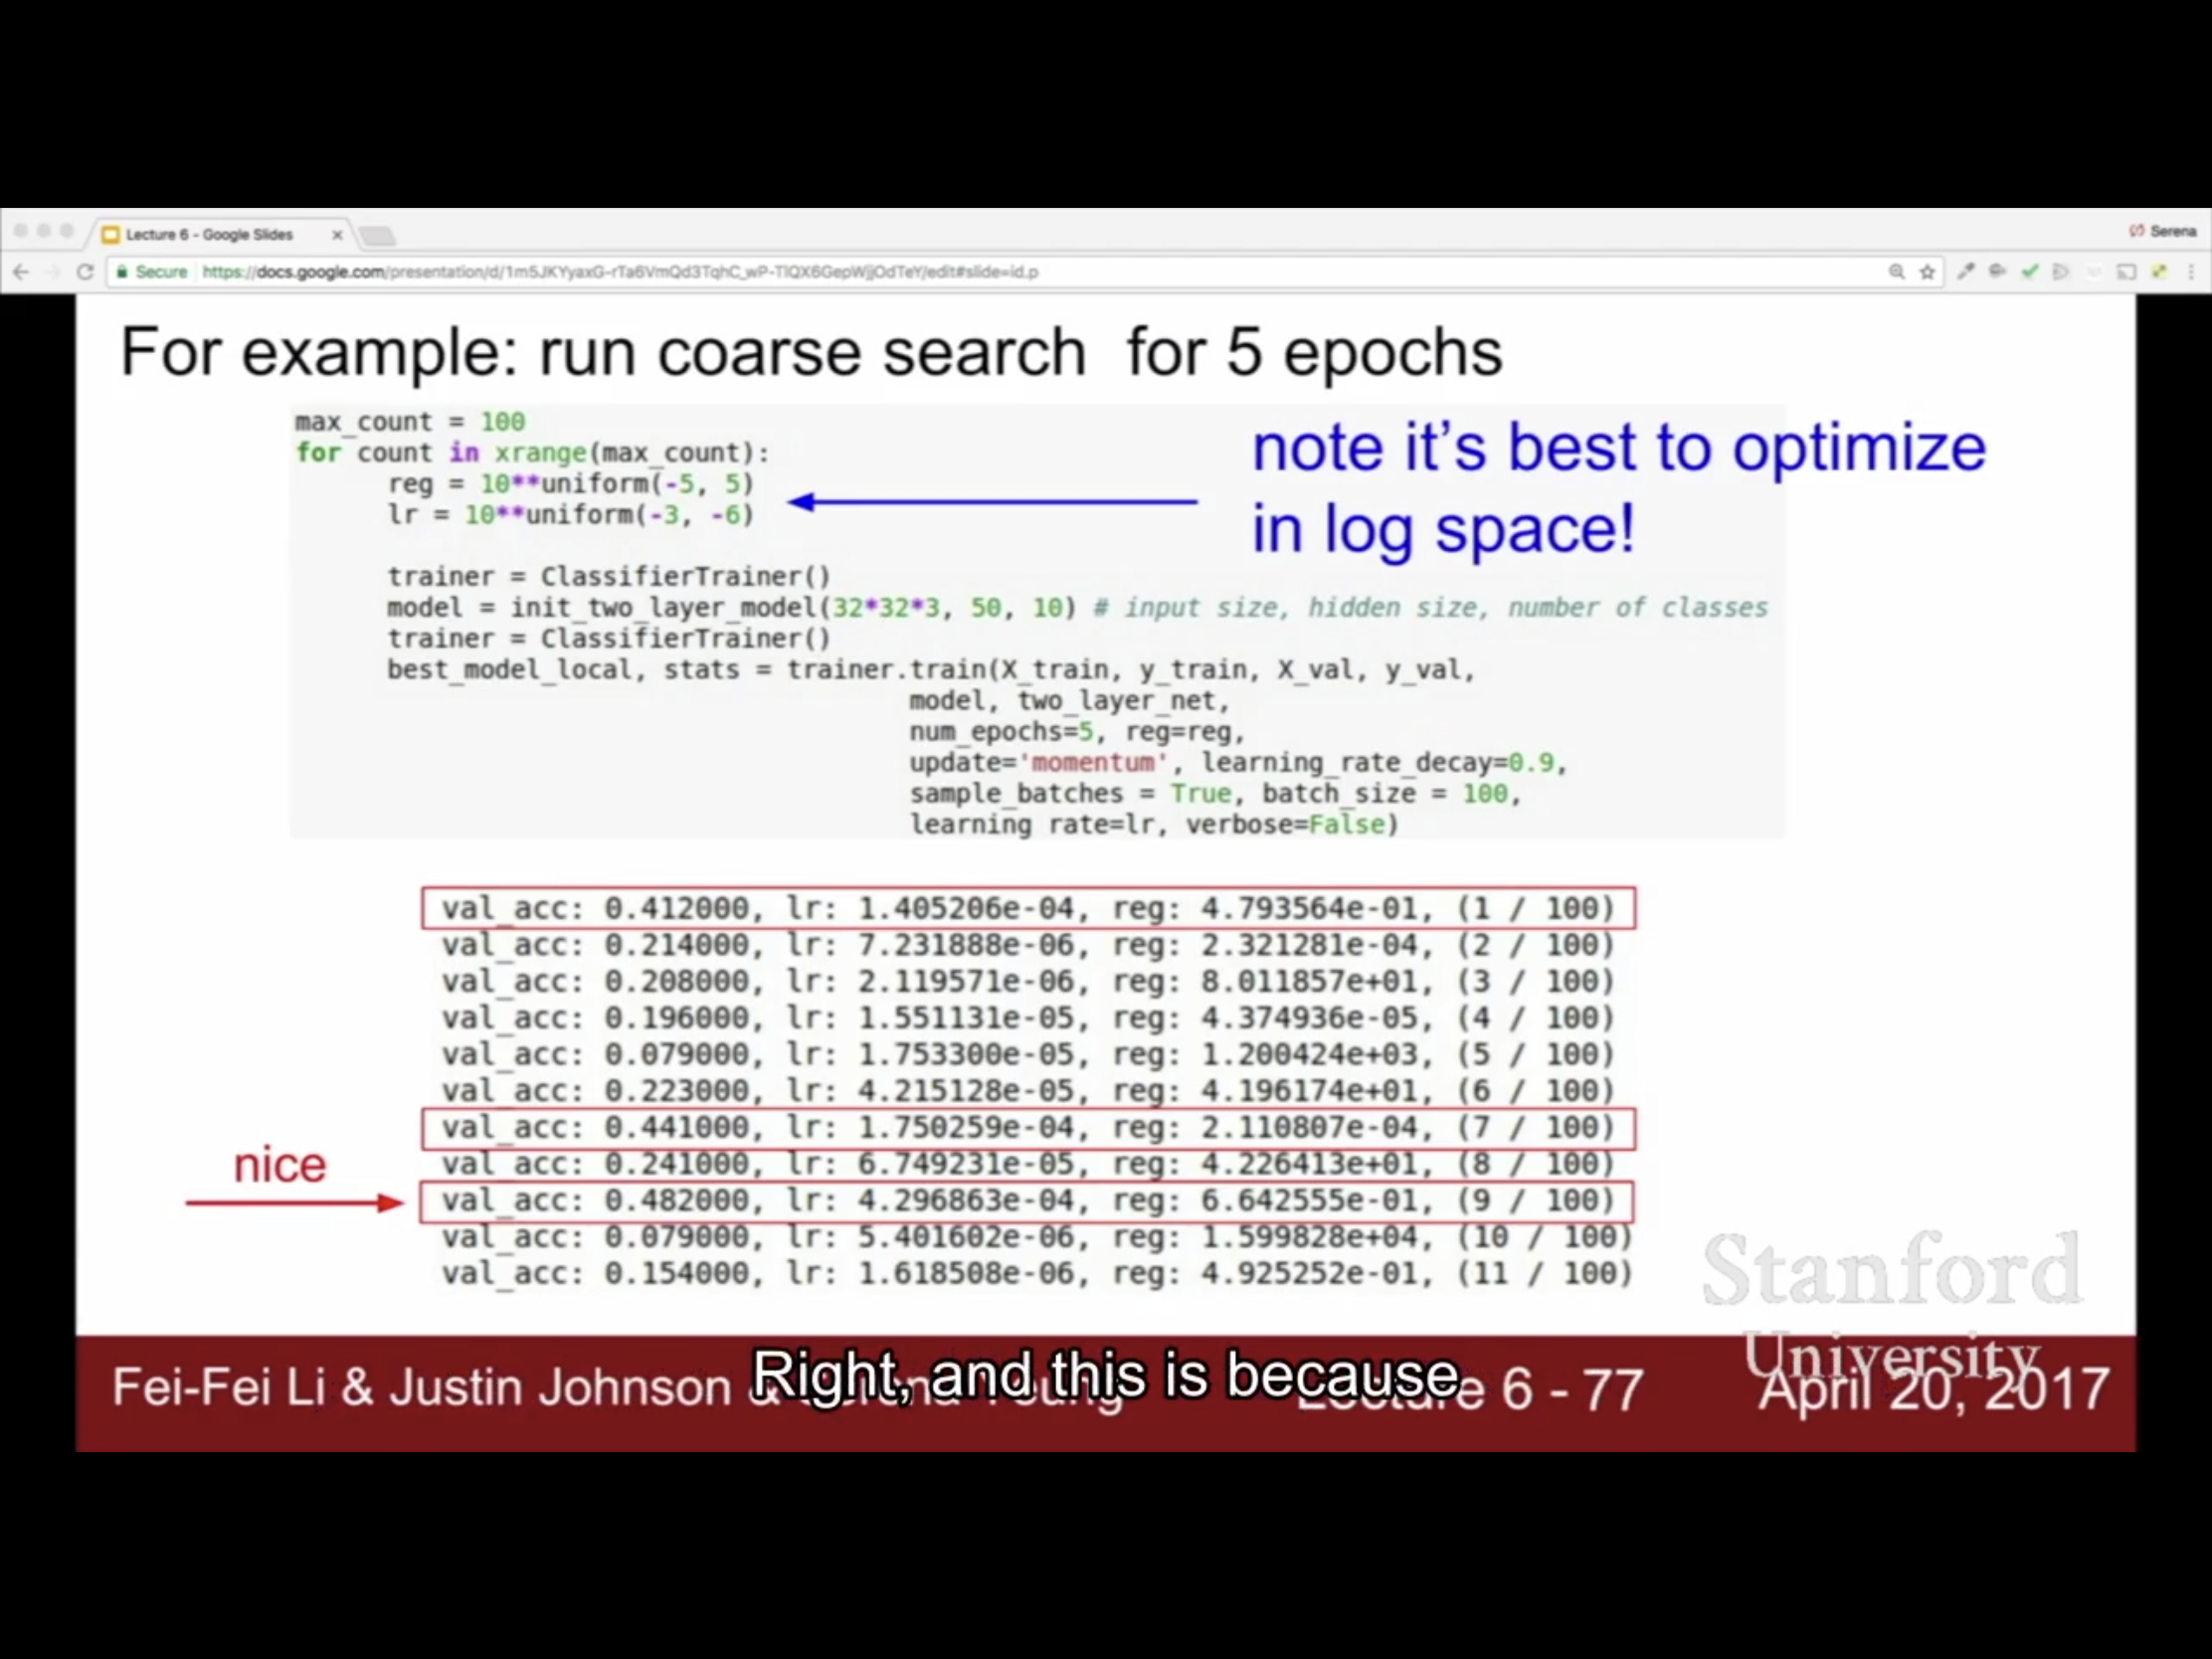 Lecture 6 - Google Slides
Serena
Secure https://docs.google.com/presentation/d/
For example: run coarse search for 5 epochs
max_count = 100
for count in xrange(max_count):
reg = 10**uniform(-5, 5)
lr = 10**uniform(-3, -6)
note it's best to optimize
in log space!
trainer = ClassifierTrainer()
model = init_two_layer_model(32*32*3, 50, 10) # input size, hidden size, number of classes
trainer = ClassifierTrainer()
best_model_local, stats = trainer.train(X_train, y_train, X_val, y_val,
model, two_layer_net,
num_epochs=5, reg=reg,
update='momentum', learning_rate_decay=0.9,
sample_batches = True, batch_size = 100,
learning rate=lr, verbose=False)
val_acc: 0.412000, lr: 1.405206e-04, reg: 4.793564e-01, (1 / 100)
val_acc: 0.214000, lr: 7.231888e-06, reg: 2.321281e-04, (2 / 100)
val_acc: 0.208000, lr: 2.119571e-06, reg: 8.011857e+01, (3 / 100)
val_acc: 0.196000, lr: 1.551131e-05, reg: 4.374936e-05, (4 / 100)
val_acc: 0.079000, lr: 1.753300e-05, reg: 1.200424e+03, (5 / 100)
val_acc: 0.223000, lr: 4.215128e-05, reg: 4.196174e+01, (6 / 100)
val_acc: 0.441000, lr: 1.750259e-04, reg: 2.110807e-04, (7 / 100)
val_acc: 0.241000, lr: 6.749231e-05, reg: 4.226413e+01, (8 / 100)
nice
val_acc: 0.482000, lr: 4.296863e-04, reg: 6.642555e-01, (9 / 100)
val_acc: 0.079000, lr: 5.401602e-06, reg: 1.599828e+04, (10 / 100)
val_acc: 0.154000, lr: 1.618508e-06, reg: 4.925252e-01, (11 / 100)
Stanford
University
Fei-Fei Li & Justin Johnson &
Lecture 6 - 77
April 20, 2017
Right, and this is because